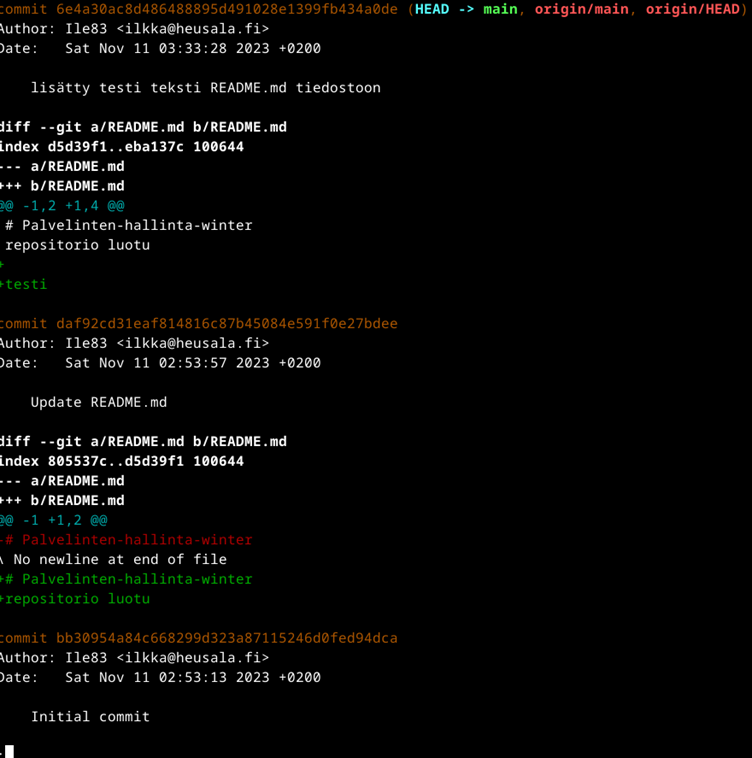 commit 6e4a30ac8d486488895d491028e1399fb434a0de (HEAD -> main, origin/main, origin/HEAD)
Author: Ile83 <ilkka@heusala.fi>
Date:   Sat Nov 11 03:33:28 2023 +0200
    lisätty testi teksti README.md tiedostoon
diff --git a/README.md b/README.md
index d5d39f1..eba137c 100644
--- a/README.md
+++ b/README.md
@@ -1,2 +1,4 @@
 # Palvelinten-hallinta-winter
 repositorio luotu
+
+testi
commit daf92cd31eaf814816c87b45084e591f0e27bdee
Author: Ile83 <ilkka@heusala.fi>
Date:   Sat Nov 11 02:53:57 2023 +0200
    Update README.md
diff --git a/README.md b/README.md
index 805537c..d5d39f1 100644
--- a/README.md
+++ b/README.md
@@ -1 +1,2 @@
-# Palvelinten-hallinta-winter
\ No newline at end of file
+# Palvelinten-hallinta-winter
+repositorio luotu
commit bb30954a84c668299d323a87115246d0fed94dca
Author: Ile83 <ilkka@heusala.fi>
Date:   Sat Nov 11 02:53:13 2023 +0200
    Initial commit